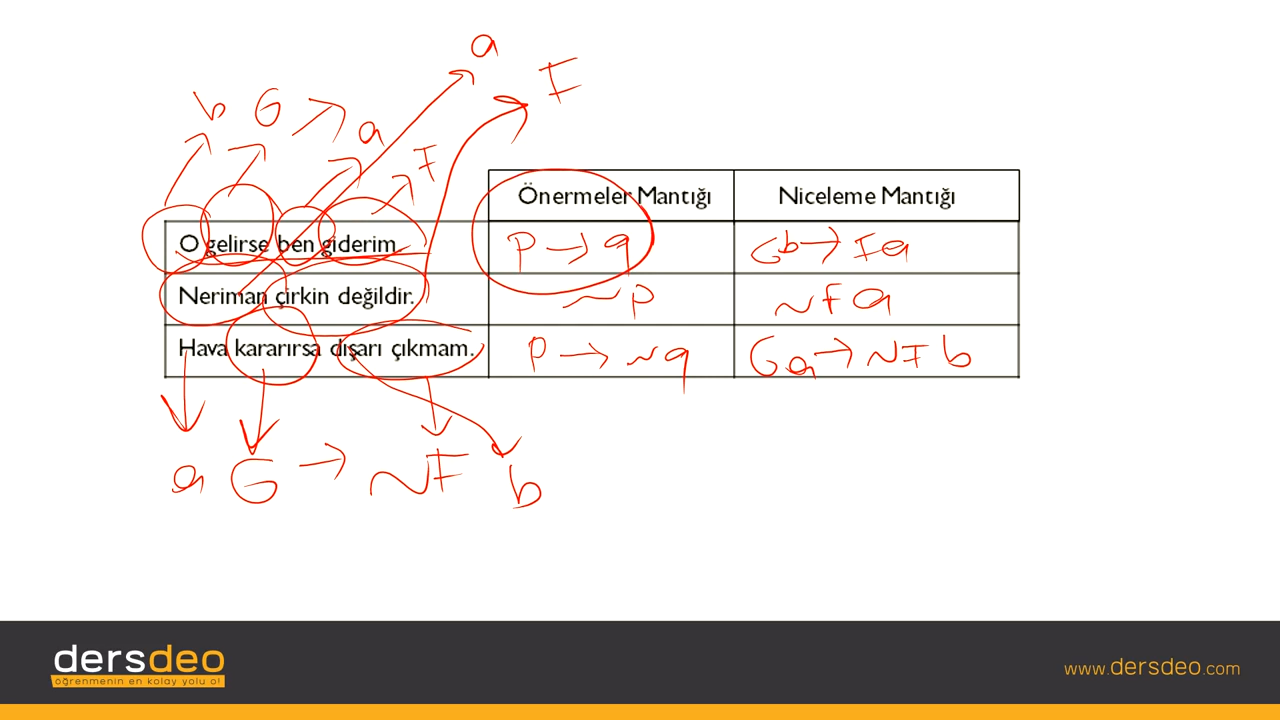 a
F
b G → a F
Önermeler Mantığı Niceleme Mantığı
O gelirse ben giderim. p → q Gb → Fa
Neriman çirkin değildir. ~p ~Fa
Hava kararırsa dışarı çıkmam. p → ~q Ga → ~Fb
a G → ~F b
dersdeo
öğrenmenin en kolay yolu o!
www.dersdeo.com